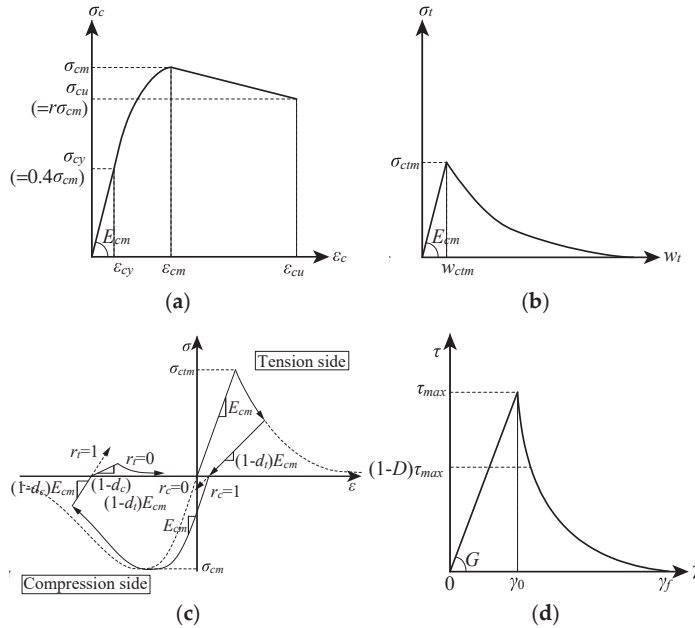 σc
σcm
σcu
(=rσcm)
σcy
(=0.4σcm)
Ecm
εcy
εcm
εcu
εc
(a)
σt
σctm
Ecm
wctm
wt
(b)
σ
σctm
Tension side
Ecm
rt=1
rt=0
(1-dt)Ecm
(1-dc)Ecm
(1-dc)
(1-dt)Ecm
rc=0
rc=1
ε
Ecm
σcm
Compression side
(c)
τ
τmax
(1-D)τmax
G
0
γ0
γf
γ
(d)